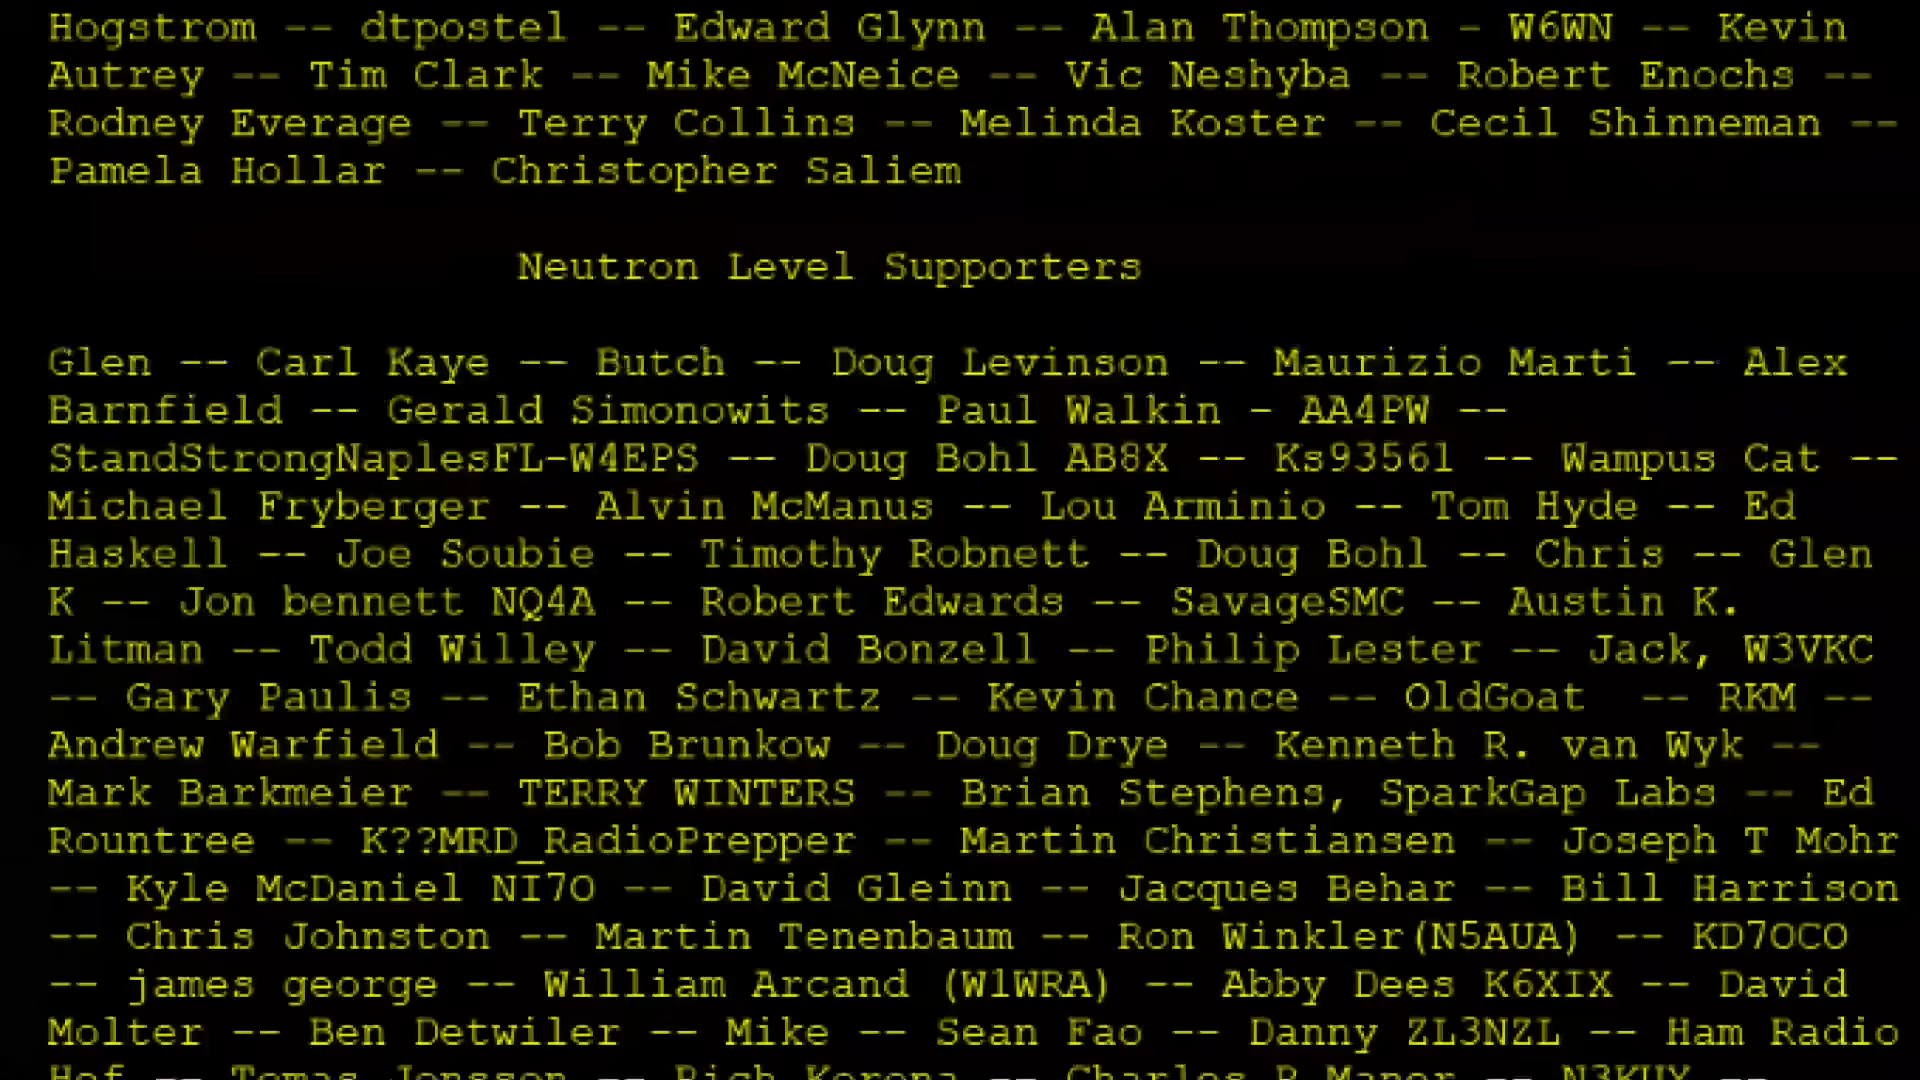 Hogstrom -- dtpostel -- Edward Glynn -- Alan Thompson - W6WN -- Kevin
Autrey -- Tim Clark -- Mike McNeice -- Vic Neshyba -- Robert Enochs --
Rodney Everage -- Terry Collins -- Melinda Koster -- Cecil Shinneman --
Pamela Hollar -- Christopher Saliem
Neutron Level Supporters
Glen -- Carl Kaye -- Butch -- Doug Levinson -- Maurizio Marti -- Alex
Barnfield -- Gerald Simonowits -- Paul Walkin - AA4PW --
StandStrongNaplesFL-W4EPS -- Doug Bohl AB8X -- Ks93561 -- Wampus Cat --
Michael Fryberger -- Alvin McManus -- Lou Arminio -- Tom Hyde -- Ed
Haskell -- Joe Soubie -- Timothy Robnett -- Doug Bohl -- Chris -- Glen
K -- Jon bennett NQ4A -- Robert Edwards -- SavageSMC -- Austin K.
Litman -- Todd Willey -- David Bonzell -- Philip Lester -- Jack, W3VKC
-- Gary Paulis -- Ethan Schwartz -- Kevin Chance -- OldGoat -- RKM --
Andrew Warfield -- Bob Brunkow -- Doug Drye -- Kenneth R. van Wyk --
Mark Barkmeier -- TERRY WINTERS -- Brian Stephens, SparkGap Labs -- Ed
Rountree -- K??MRD_RadioPrepper -- Martin Christiansen -- Joseph T Mohr
-- Kyle McDaniel NI7O -- David Gleinn -- Jacques Behar -- Bill Harrison
-- Chris Johnston -- Martin Tenenbaum -- Ron Winkler(N5AUA) -- KD7OCO
-- james george -- William Arcand (W1WRA) -- Abby Dees K6XIX -- David
Molter -- Ben Detwiler -- Mike -- Sean Fao -- Danny ZL3NZL -- Ham Radio
-- Tomas Jonsson -- Rich Korona -- Charles --